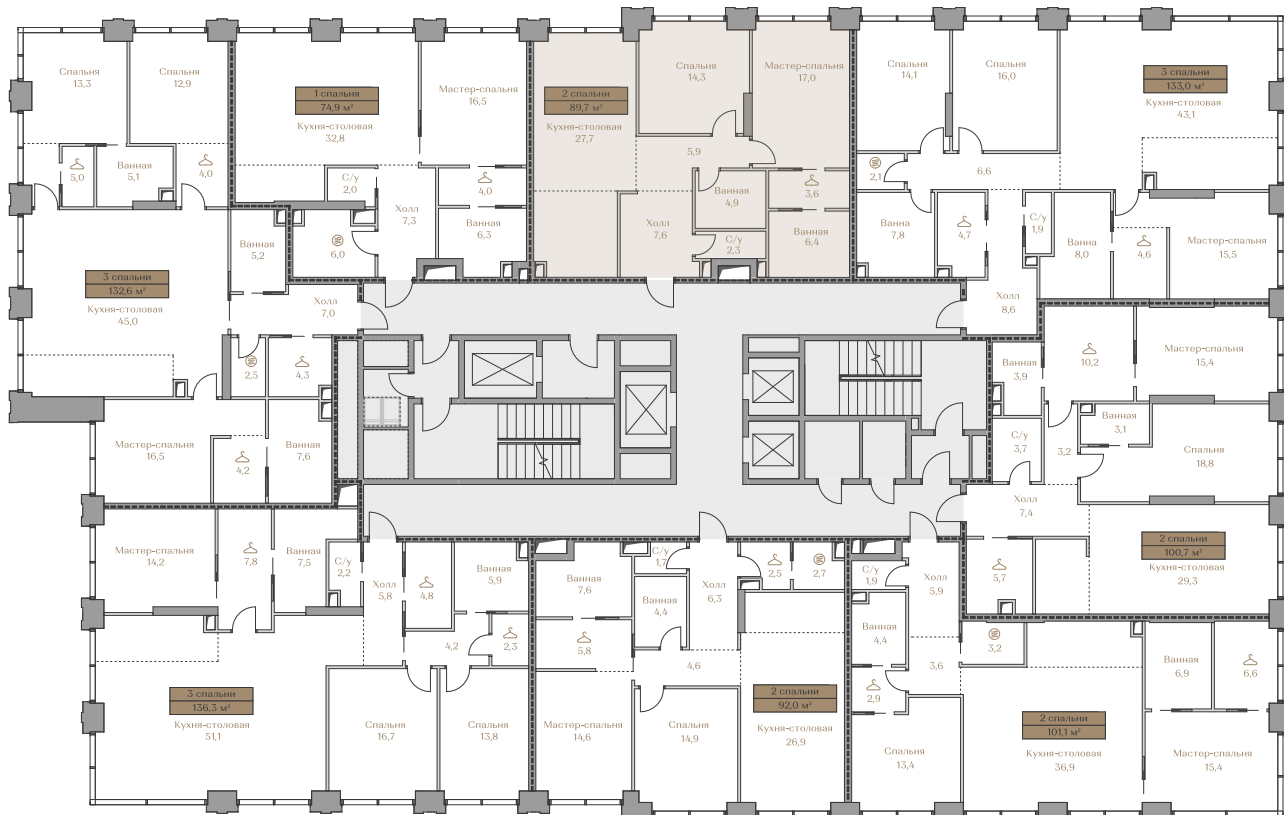 Спальня
13,3
Спальня
12,9
5,0
Ванная
5,1
4,0
3 спальни
132,6 м²
Кухня-столовая
45,0
Ванная
5,2
Холл
7,0
2,5
4,3
Мастер-спальня
16,5
4,2
Ванная
7,6
1 спальня
74,9 м²
Кухня-столовая
32,8
Мастер-спальня
16,5
С/у
2,0
4,0
Холл
7,3
Ванная
6,3
6,0
2 спальни
89,7 м²
Кухня-столовая
27,7
Спальня
14,3
Мастер-спальня
17,0
5,9
Ванная
4,9
3,6
Холл
7,6
С/у
2,3
Ванная
6,4
Спальня
14,1
Спальня
16,0
3 спальни
133,0 м²
Кухня-столовая
43,1
2,1
6,6
Ванна
7,8
4,7
С/у
1,9
Ванна
8,0
4,6
Мастер-спальня
15,5
Холл
8,6
Ванная
3,9
10,2
Мастер-спальня
15,4
Ванная
3,1
С/у
3,7
3,2
Спальня
18,8
Холл
7,4
2 спальни
100,7 м²
Кухня-столовая
29,3
5,7
Мастер-спальня
14,2
7,8
Ванная
7,5
С/у
2,2
Холл
5,8
4,8
Ванная
5,9
4,2
2,3
3 спальни
136,3 м²
Кухня-столовая
51,1
Спальня
16,7
Спальня
13,8
Ванная
7,6
С/у
1,7
Ванная
4,4
Холл
6,3
2,5
2,7
5,8
4,6
2 спальни
92,0 м²
Кухня-столовая
26,9
Мастер-спальня
14,6
Спальня
14,9
С/у
1,9
Холл
5,9
Ванная
4,4
3,6
3,2
2,9
Спальня
13,4
2 спальни
101,1 м²
Кухня-столовая
36,9
Ванная
6,9
6,6
Мастер-спальня
15,4